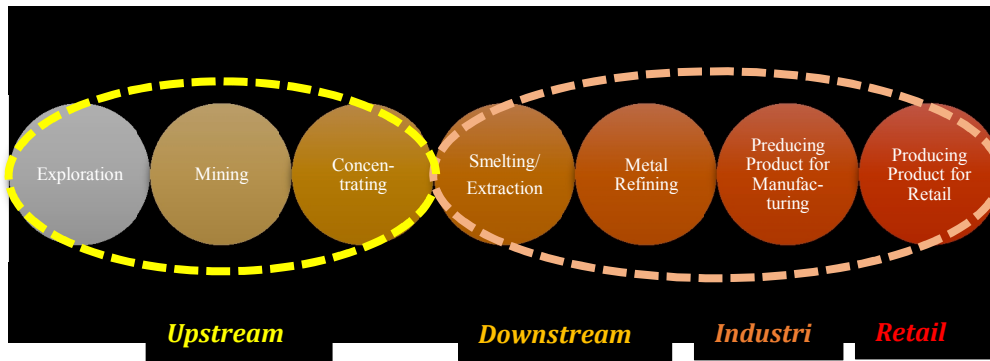 Exploration
Mining
Concen-
trating
Smelting/
Extraction
Metal
Refining
Preducing
Product for
Manufac-
turing
Producing
Product for
Retail
Upstream
Downstream
Industri
Retail